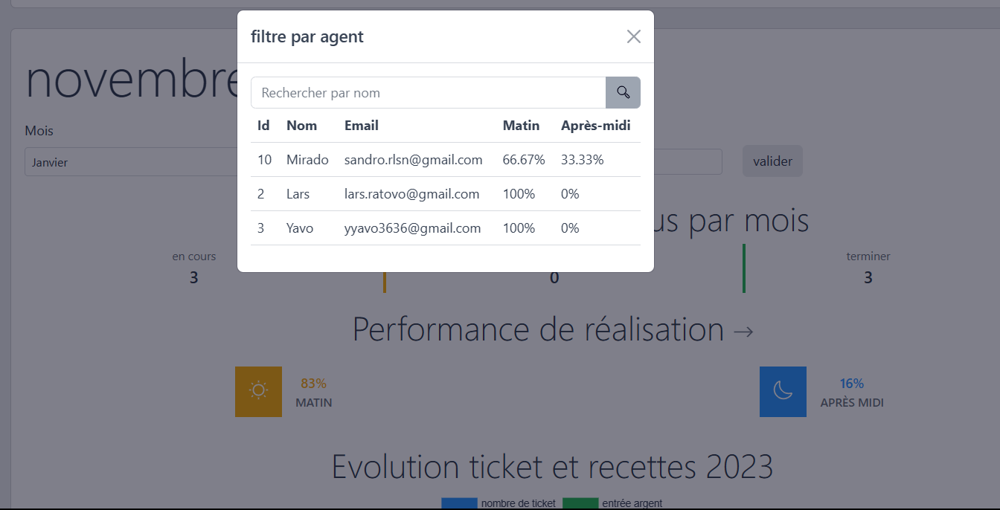 filtre par agent
novembre
Rechercher par nom
Id Nom Email Matin Après-midi
10 Mirado sandro.rlsn@gmail.com 66.67% 33.33%
2 Lars lars.ratovo@gmail.com 100% 0%
3 Yavo yyavo3636@gmail.com 100% 0%
Mois
Janvier
valider
us par mois
en cours
3
0
terminer
3
Performance de réalisation →
83%
MATIN
16%
APRÈS MIDI
Evolution ticket et recettes 2023
nombre de ticket entrée argent